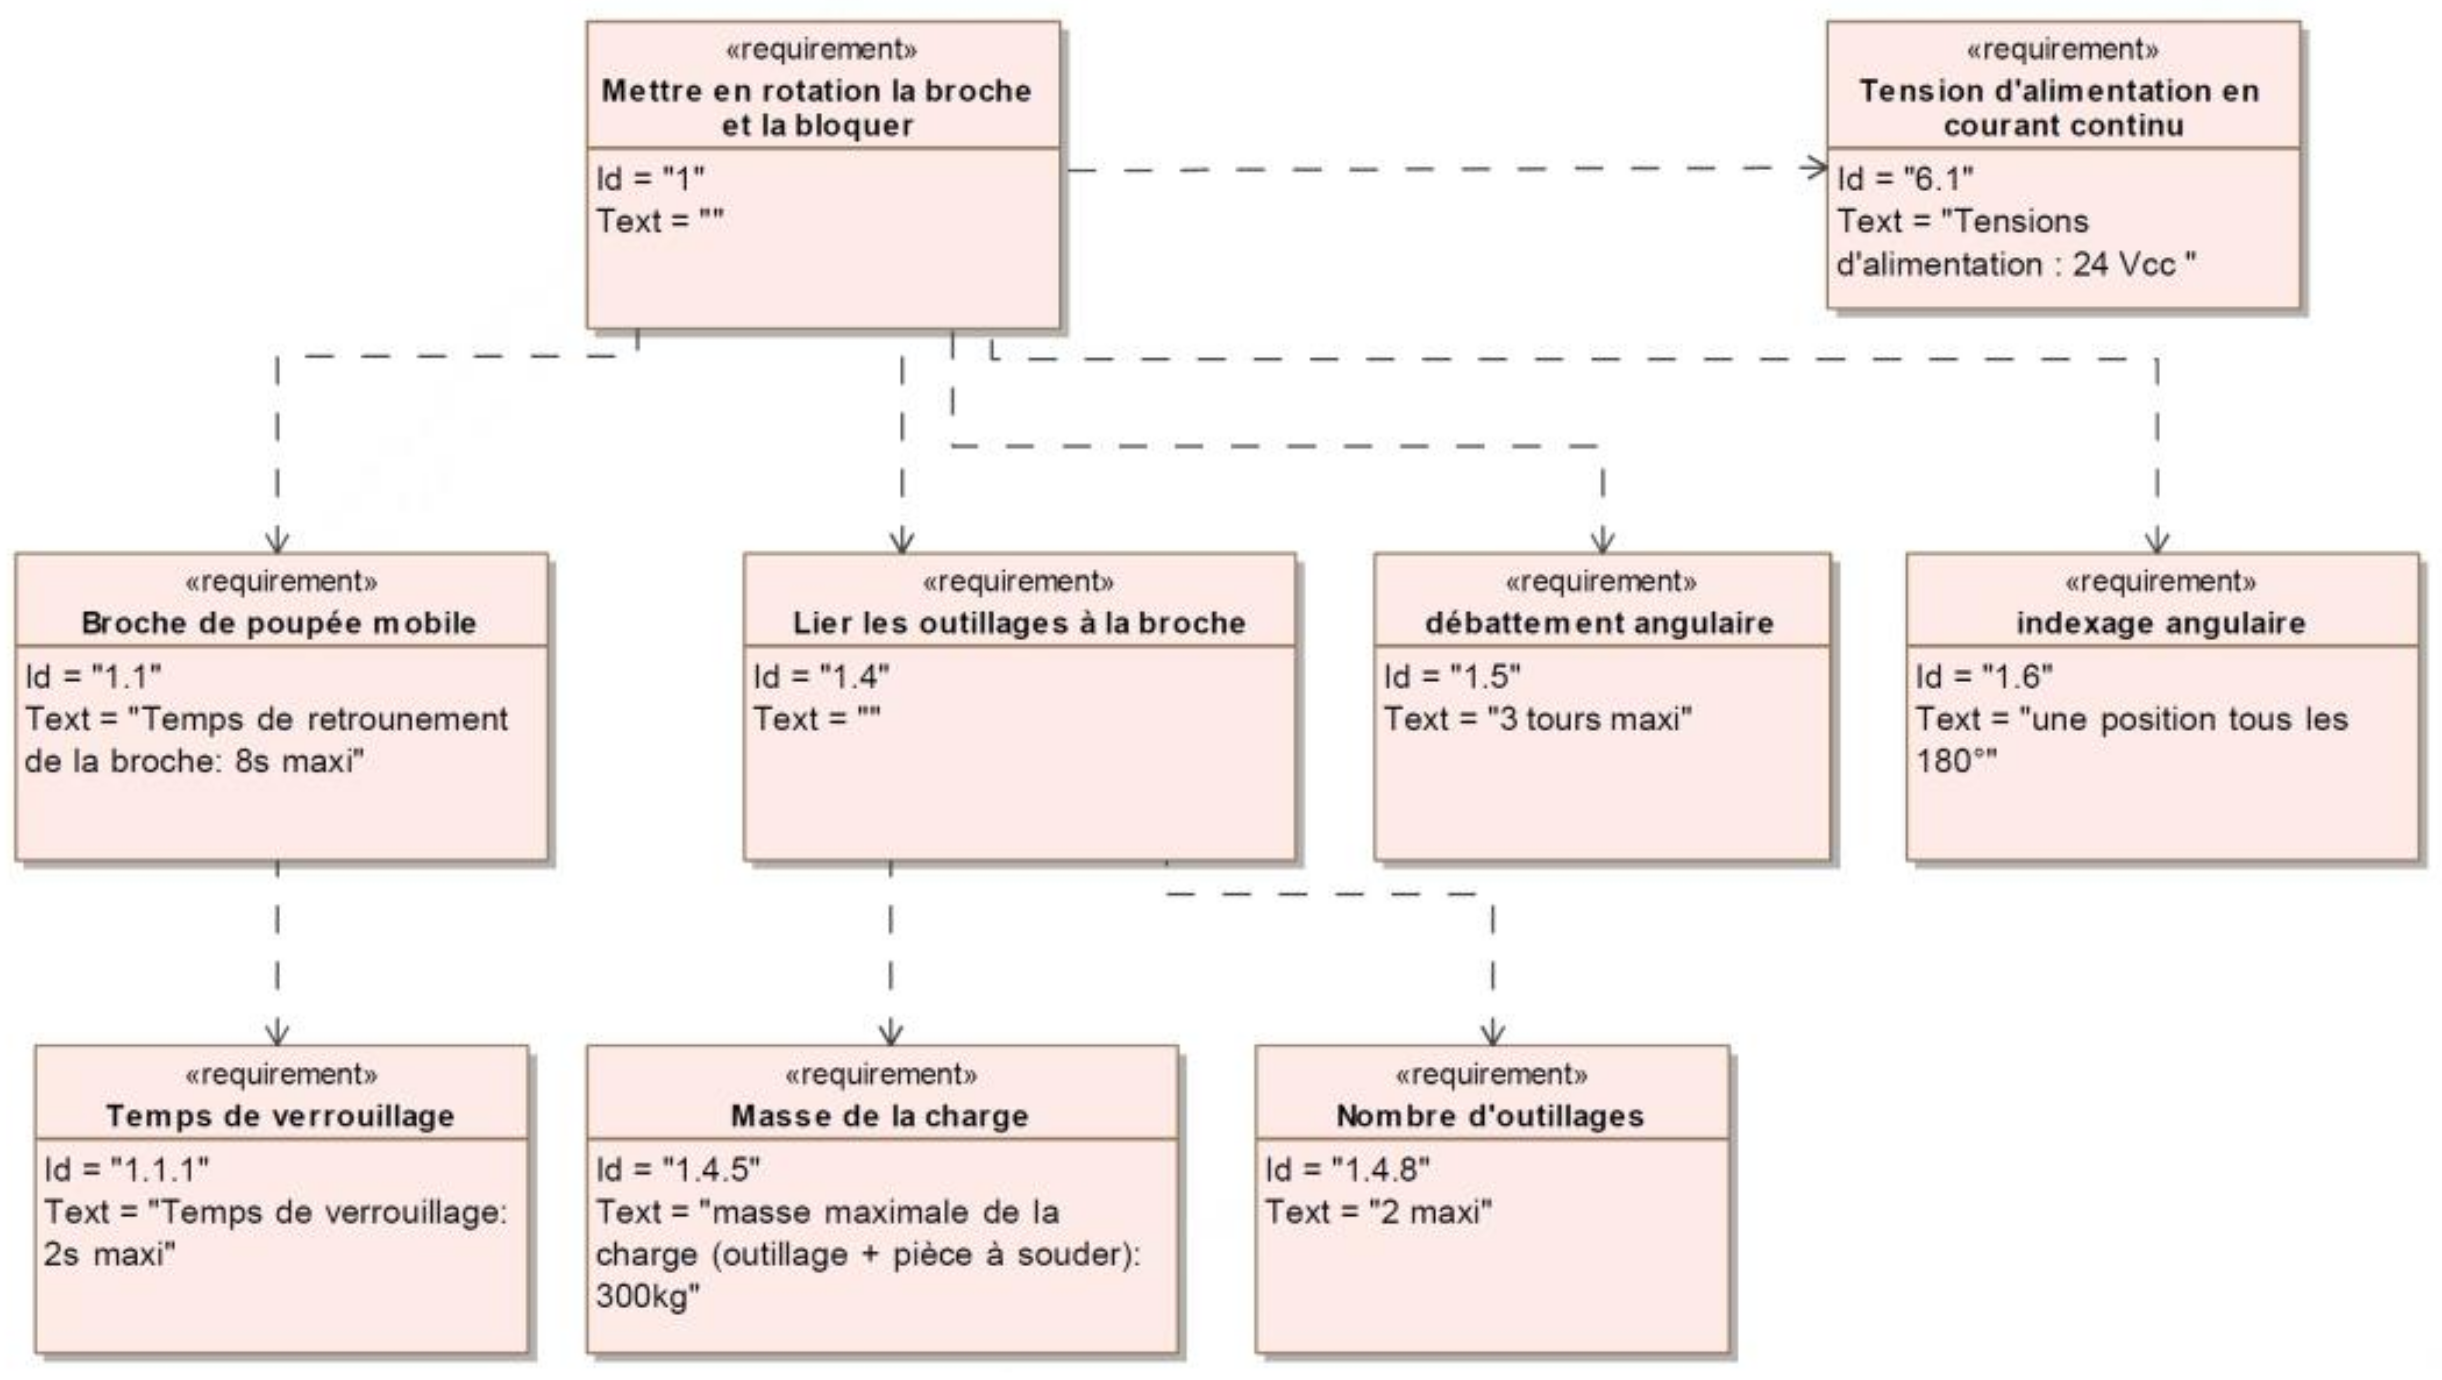 «requirement»
Mettre en rotation la broche
et la bloquer
Id = "1"
Text = ""
«requirement»
Tension d'alimentation en
courant continu
Id = "6.1"
Text = "Tensions
d'alimentation : 24 Vcc "
«requirement»
Broche de poupée mobile
Id = "1.1"
Text = "Temps de retrounement
de la broche: 8s maxi"
«requirement»
Lier les outillages à la broche
Id = "1.4"
Text = ""
«requirement»
débattement angulaire
Id = "1.5"
Text = "3 tours maxi"
«requirement»
indexage angulaire
Id = "1.6"
Text = "une position tous les
180°"
«requirement»
Temps de verrouillage
Id = "1.1.1"
Text = "Temps de verrouillage:
2s maxi"
«requirement»
Masse de la charge
Id = "1.4.5"
Text = "masse maximale de la
charge (outillage + pièce à souder):
300kg"
«requirement»
Nombre d'outillages
Id = "1.4.8"
Text = "2 maxi"